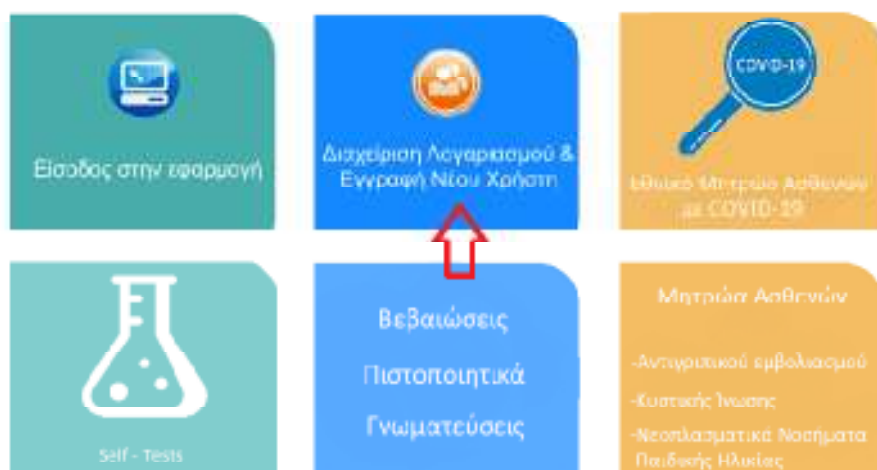 Είσοδος στην εφαρμογή
Διαχείριση Λογαριασμού &
Εγγραφή Νέου Χρήστη
COVID-19
Εθνικό Μητρώο Ασθενών
με COVID-19
Self - Tests
Βεβαιώσεις
Πιστοποιητικά
Γνωματεύσεις
Μητρώα Ασθενών
-Αντιγριπικού εμβολιασμού
-Κυστικής Ίνωσης
-Νεοπλασματικά Νοσήματα
Παιδικής Ηλικίας